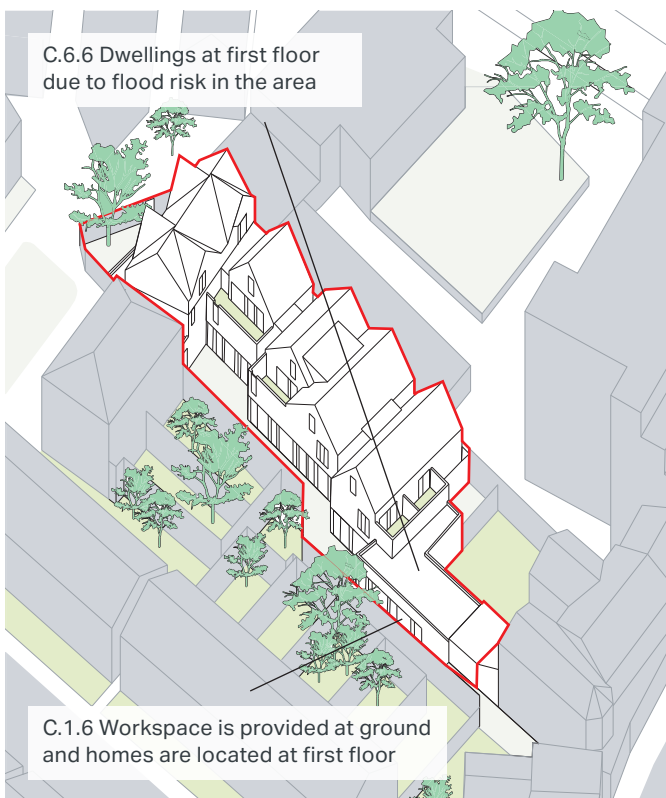 C.6.6 Dwellings at first floor
due to flood risk in the area
C.1.6 Workspace is provided at ground
and homes are located at first floor